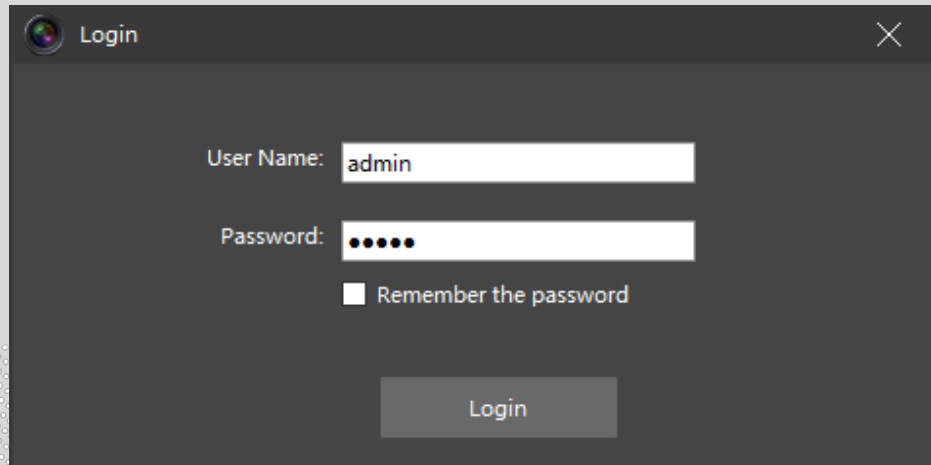 Login
User Name: admin
Password: •••••
Remember the password
Login